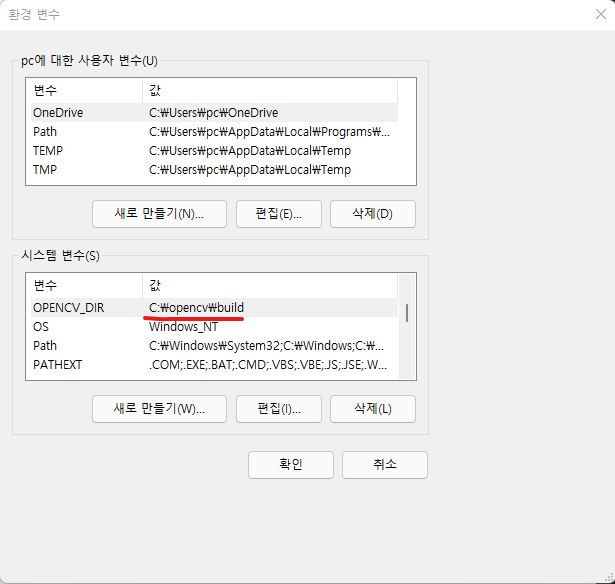 환경 변수
pc에 대한 사용자 변수(U)
변수 값
OneDrive C:₩Users₩pc₩OneDrive
Path C:₩Users₩pc₩AppData₩Local₩Programs₩...
TEMP C:₩Users₩pc₩AppData₩Local₩Temp
TMP C:₩Users₩pc₩AppData₩Local₩Temp
새로 만들기(N)... 편집(E)... 삭제(D)
시스템 변수(S)
변수 값
OPENCV_DIR C:₩opencv₩build
OS Windows_NT
Path C:₩Windows₩System32;C:₩Windows;C:₩...
PATHEXT .COM;.EXE;.BAT;.CMD;.VBS;.VBE;.JS;.JSE;.W...
새로 만들기(W)... 편집(I)... 삭제(L)
확인 취소